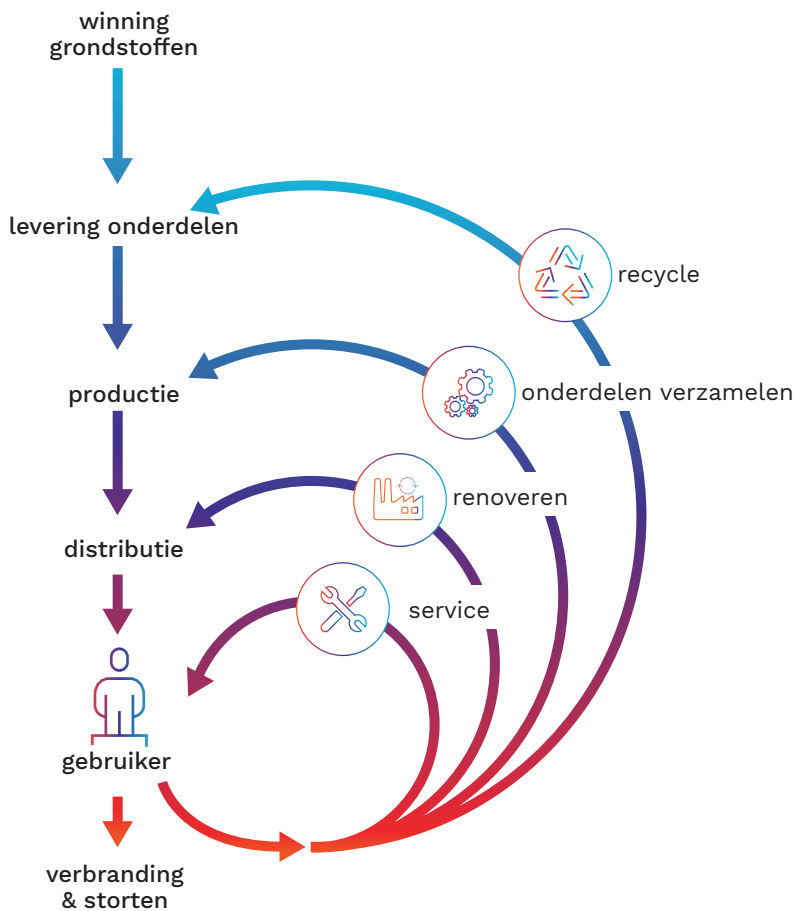 winning
grondstoffen
levering onderdelen
recycle
productie
onderdelen verzamelen
renoveren
distributie
service
gebruiker
verbranding
& storten